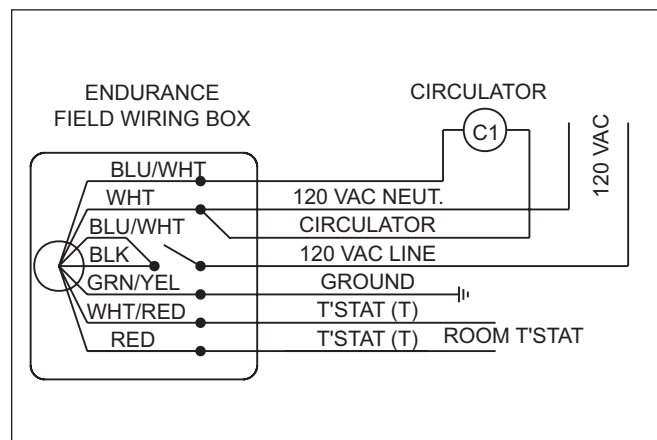 ENDURANCE
FIELD WIRING BOX
CIRCULATOR
C1
120 VAC
BLU/WHT
WHT
120 VAC NEUT.
BLU/WHT
CIRCULATOR
BLK
120 VAC LINE
GRN/YEL
GROUND
WHT/RED
T'STAT (T)
ROOM T'STAT
RED
T'STAT (T)